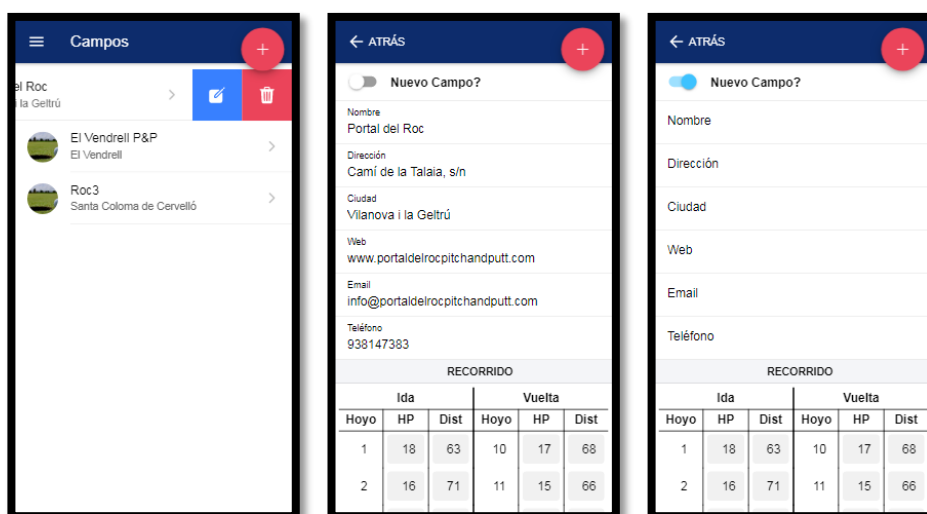 Campos
+
el Roc
i la Geltrú
El Vendrell P&P
El Vendrell
Roc3
Santa Coloma de Cervelló
ATRÁS
+
Nuevo Campo?
Nombre
Portal del Roc
Dirección
Camí de la Talaia, s/n
Ciudad
Vilanova i la Geltrú
Web
www.portaldelrocpitchandputt.com
Email
info@portaldelrocpitchandputt.com
Teléfono
938147383
RECORRIDO
Ida Vuelta
Hoyo HP Dist Hoyo HP Dist
1 18 63 10 17 68
2 16 71 11 15 66
ATRÁS
+
Nuevo Campo?
Nombre
Dirección
Ciudad
Web
Email
Teléfono
RECORRIDO
Ida Vuelta
Hoyo HP Dist Hoyo HP Dist
1 18 63 10 17 68
2 16 71 11 15 66